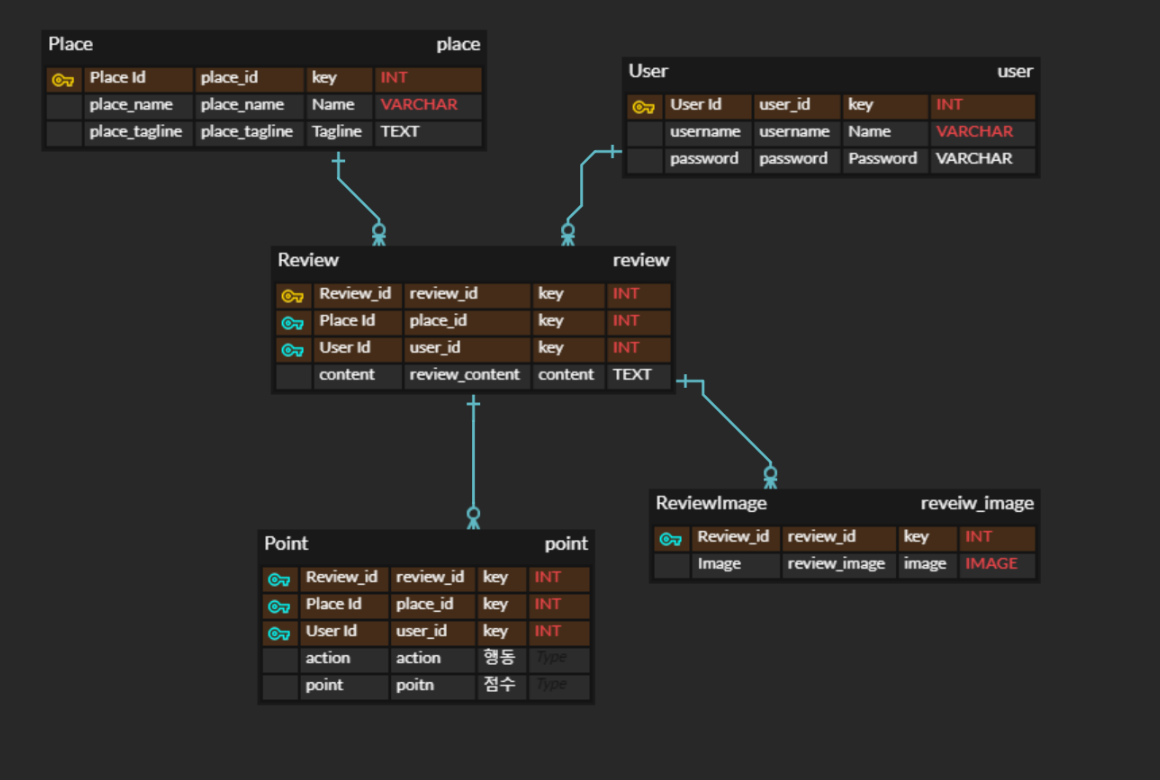 Place place
Place Id place_id key INT
place_name place_name Name VARCHAR
place_tagline place_tagline Tagline TEXT
User user
User Id user_id key INT
username username Name VARCHAR
password password Password VARCHAR
Review review
Review_id review_id key INT
Place Id place_id key INT
User Id user_id key INT
content review_content content TEXT
ReviewImage reveiw_image
Review_id review_id key INT
Image review_image image IMAGE
Point point
Review_id review_id key INT
Place Id place_id key INT
User Id user_id key INT
action action 행동 Type
point poitn 점수 Type